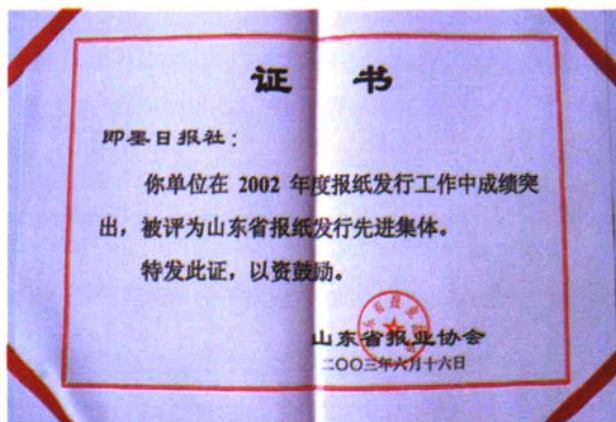 证 书
即墨日报社：
你单位在 2002 年度报纸发行工作中成绩突
出，被评为山东省报纸发行先进集体。
特发此证，以资鼓励。
山东省报业协会
二〇〇三年六月十六日